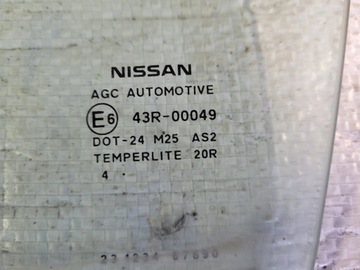 NISSAN
AGC AUTOMOTIVE
E6 43R-00049
DOT-24 M25 AS2
TEMPERLITE 20R
4